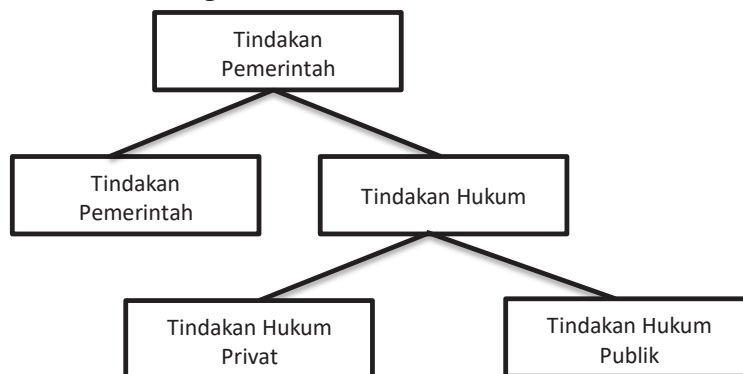 Tindakan
Pemerintah
Tindakan
Pemerintah
Tindakan Hukum
Tindakan Hukum
Privat
Tindakan Hukum
Publik